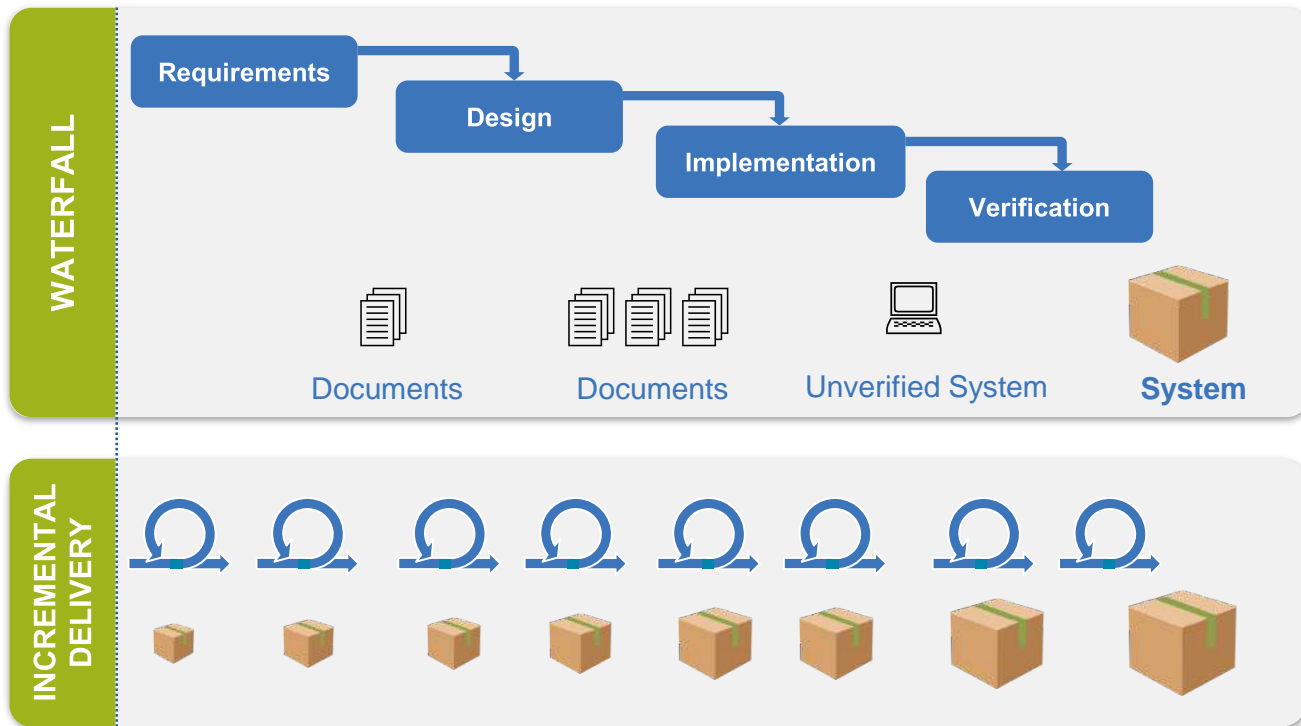 WATERFALL
Requirements
Design
Implementation
Verification
Documents
Documents
Unverified System
System
INCREMENTAL
DELIVERY